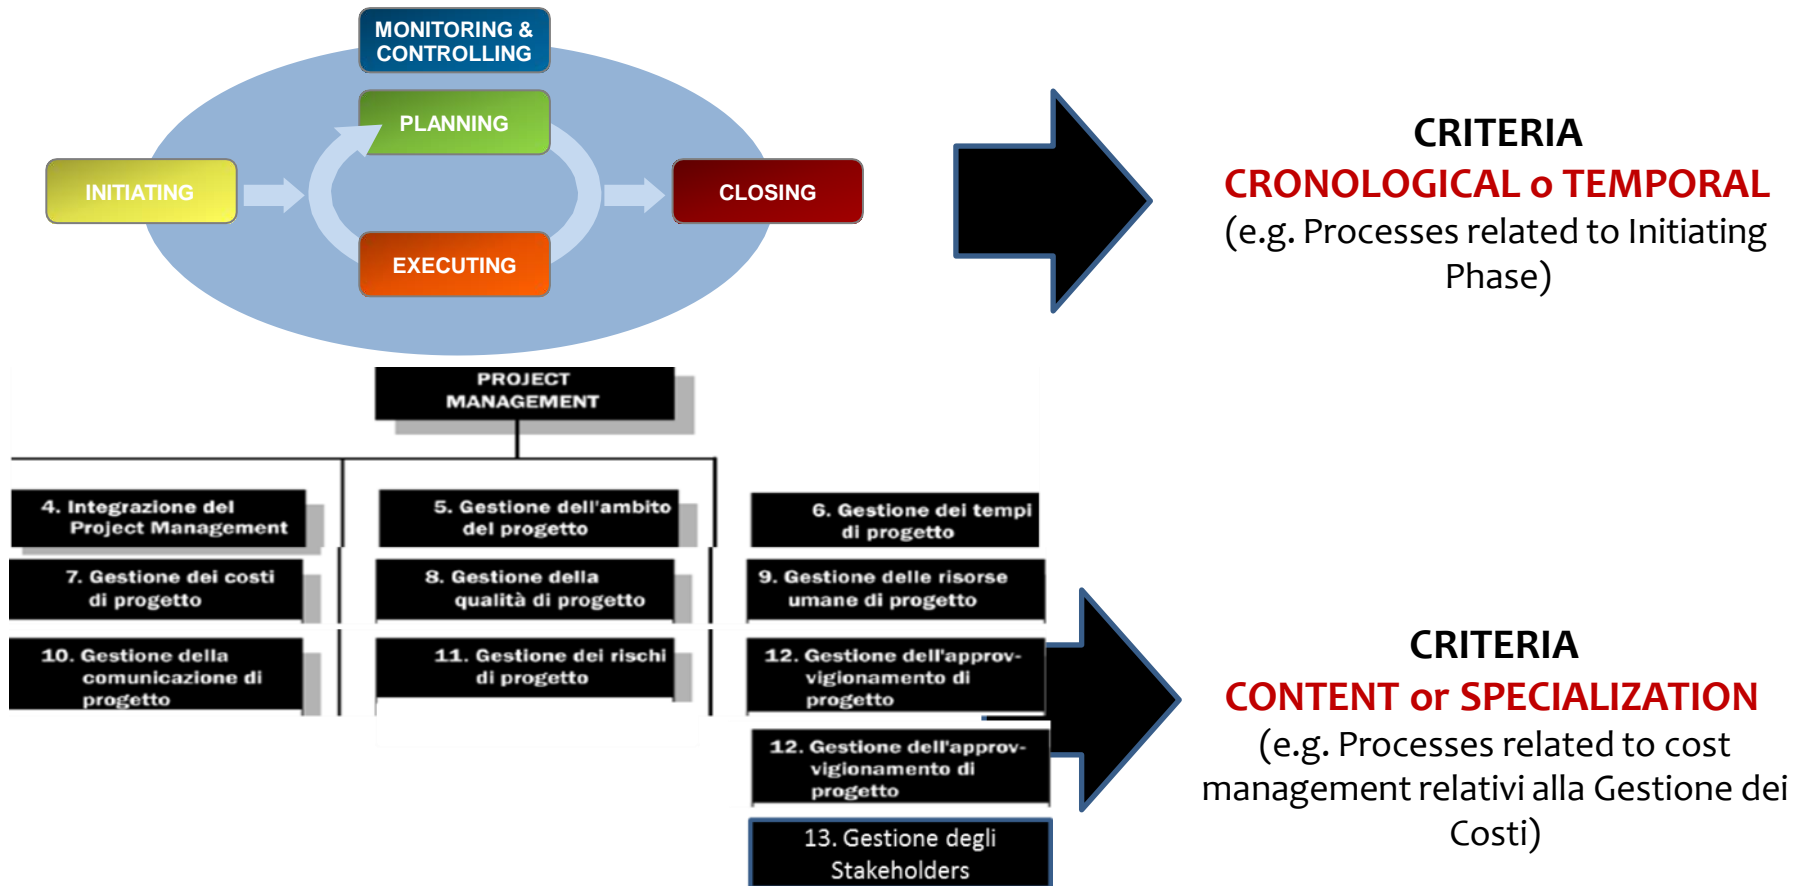 MONITORING &
CONTROLLING
PLANNING
INITIATING
CLOSING
EXECUTING
CRITERIA
CRONOLOGICAL o TEMPORAL
(e.g. Processes related to Initiating
Phase)
PROJECT
MANAGEMENT
4. Integrazione del
Project Management
5. Gestione dell'ambito
del progetto
6. Gestione dei tempi
di progetto
7. Gestione dei costi
di progetto
8. Gestione della
qualità di progetto
9. Gestione delle risorse
umane di progetto
10. Gestione della
comunicazione di
progetto
11. Gestione dei rischi
di progetto
12. Gestione dell'approv-
vigionamento di
progetto
12. Gestione dell'approv-
vigionamento di
progetto
13. Gestione degli
Stakeholders
CRITERIA
CONTENT or SPECIALIZATION
(e.g. Processes related to cost
management relativi alla Gestione dei
Costi)